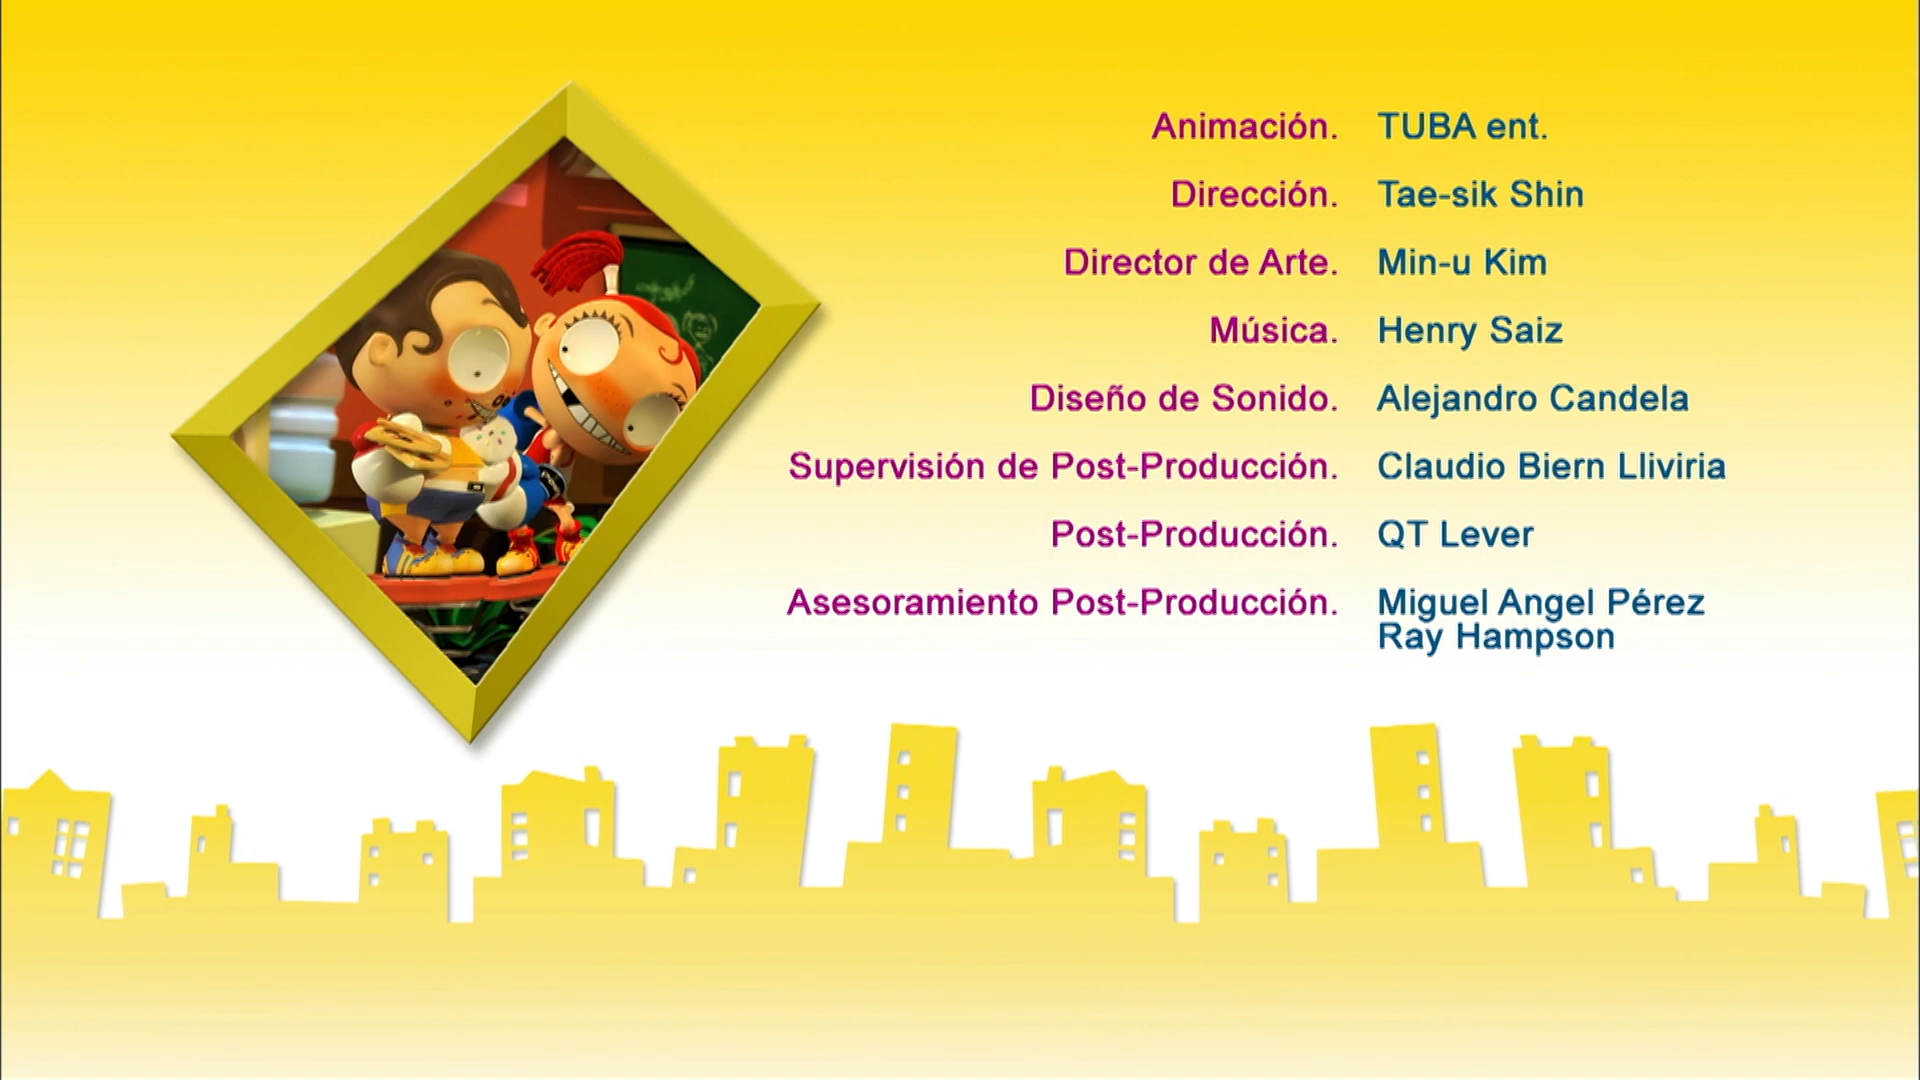 Animación. TUBA ent.
Dirección. Tae-sik Shin
Director de Arte. Min-u Kim
Música. Henry Saiz
Diseño de Sonido. Alejandro Candela
Supervisión de Post-Producción. Claudio Biern Lliviria
Post-Producción. QT Lever
Asesoramiento Post-Producción. Miguel Angel Pérez
Ray Hampson